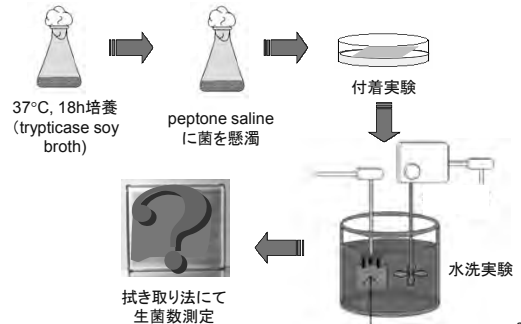 37°C, 18h培養
（trypticase soy
broth)
peptone saline
に菌を懸濁
付着実験
水洗実験
拭き取り法にて
生菌数測定